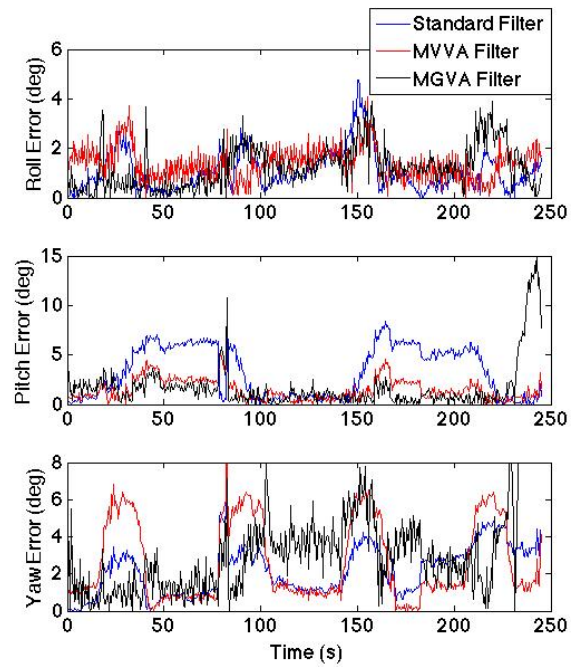 Standard Filter
MVVA Filter
MGVA Filter
Roll Error (deg)
6
4
2
0
0 50 100 150 200 250
Pitch Error (deg)
15
10
5
0
0 50 100 150 200 250
Yaw Error (deg)
8
6
4
2
0
0 50 100 150 200 250
Time (s)